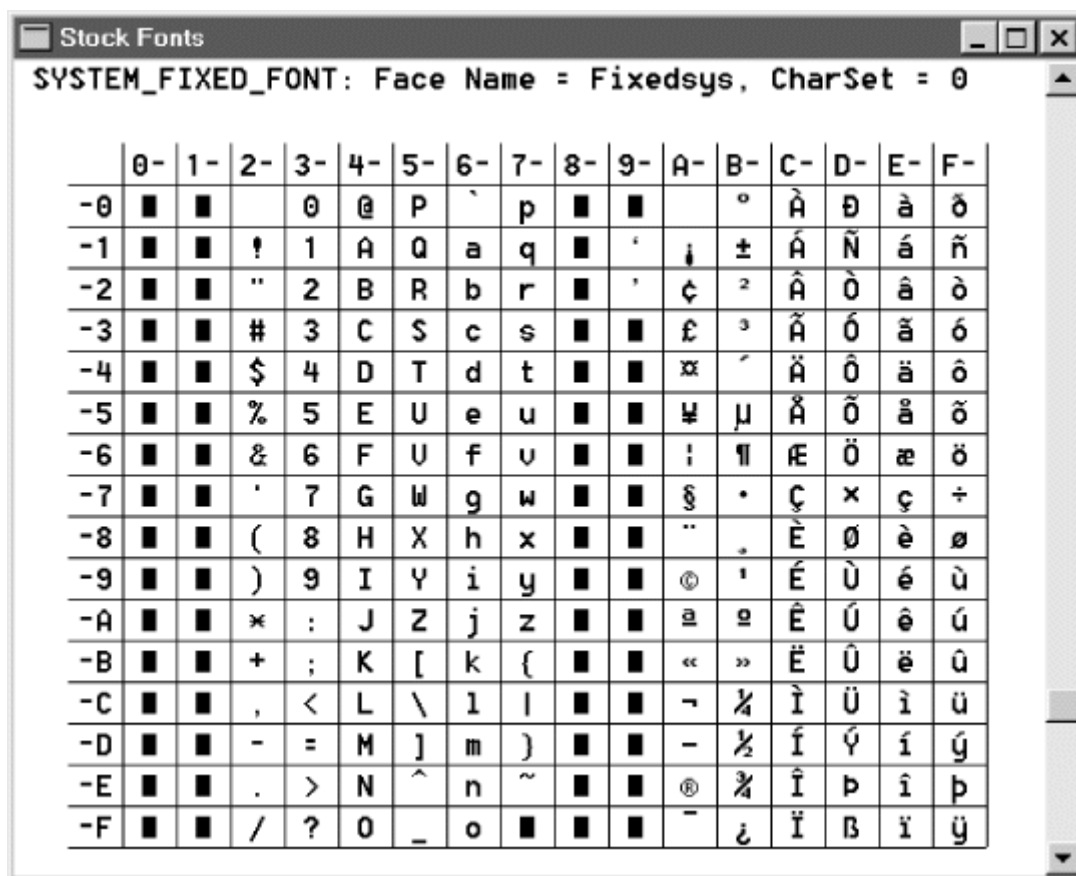 Stock Fonts
SYSTEM_FIXED_FONT: Face Name = Fixedsys, CharSet = 0
0- 1- 2- 3- 4- 5- 6- 7- 8- 9- A- B- C- D- E- F-
-0 ■ ■ 0 @ P ` p ■ ■ ° À Ð à ð
-1 ■ ■ ! 1 A Q a q ■ ‘ ¡ ± Á Ñ á ñ
-2 ■ ■ " 2 B R b r ■ ’ ¢ ² Â Ò â ò
-3 ■ ■ # 3 C S c s ■ ■ £ ³ Ã Ó ã ó
-4 ■ ■ $ 4 D T d t ■ ■ ¤ ´ Ä Ô ä ô
-5 ■ ■ % 5 E U e u ■ ■ ¥ µ Å Õ å õ
-6 ■ ■ & 6 F V f v ■ ■ ¦ ¶ Æ Ö æ ö
-7 ■ ■ ' 7 G W g w ■ ■ § · Ç × ç ÷
-8 ■ ■ ( 8 H X h x ■ ■ ¨ ¸ È Ø è ø
-9 ■ ■ ) 9 I Y i y ■ ■ © ¹ É Ù é ù
-A ■ ■ * : J Z j z ■ ■ ª º Ê Ú ê ú
-B ■ ■ + ; K [ k { ■ ■ « » Ë Û ë û
-C ■ ■ , < L \ l | ■ ■ ¬ ¼ Ì Ü ì ü
-D ■ ■ - = M ] m } ■ ■ - ½ Í Ý í ý
-E ■ ■ . > N ^ n ~ ■ ■ ® ¾ Î Þ î þ
-F ■ ■ / ? O _ o ■ ■ ■ ¯ ¿ Ï ß ï ÿ